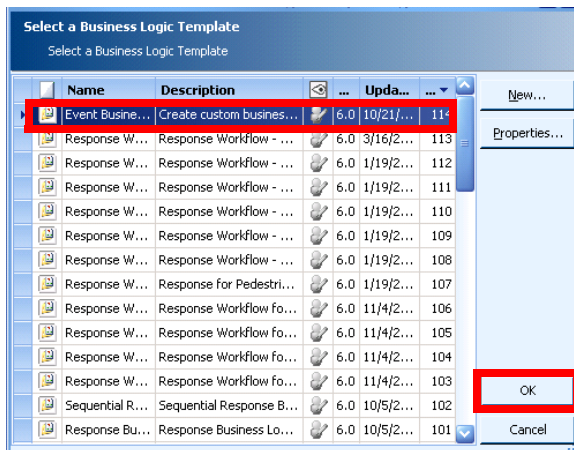 Select a Business Logic Template
Select a Business Logic Template
Name Description ... Upda... ...
Event Busine... Create custom busines... 6.0 10/21/... 114
Response W... Response Workflow - ... 6.0 3/16/2... 113
Response W... Response Workflow - ... 6.0 1/19/2... 112
Response W... Response Workflow - ... 6.0 1/19/2... 111
Response W... Response Workflow - ... 6.0 1/19/2... 110
Response W... Response Workflow - ... 6.0 1/19/2... 109
Response W... Response Workflow - ... 6.0 1/19/2... 108
Response W... Response for Pedestri... 6.0 1/19/2... 107
Response W... Response Workflow fo... 6.0 11/4/2... 106
Response W... Response Workflow fo... 6.0 11/4/2... 105
Response W... Response Workflow fo... 6.0 11/4/2... 104
Response W... Response Workflow fo... 6.0 11/4/2... 103
Sequential R... Sequential Response B... 6.0 10/5/2... 102
Response Bu... Response Business Lo... 6.0 10/5/2... 101
New...
Properties...
OK
Cancel